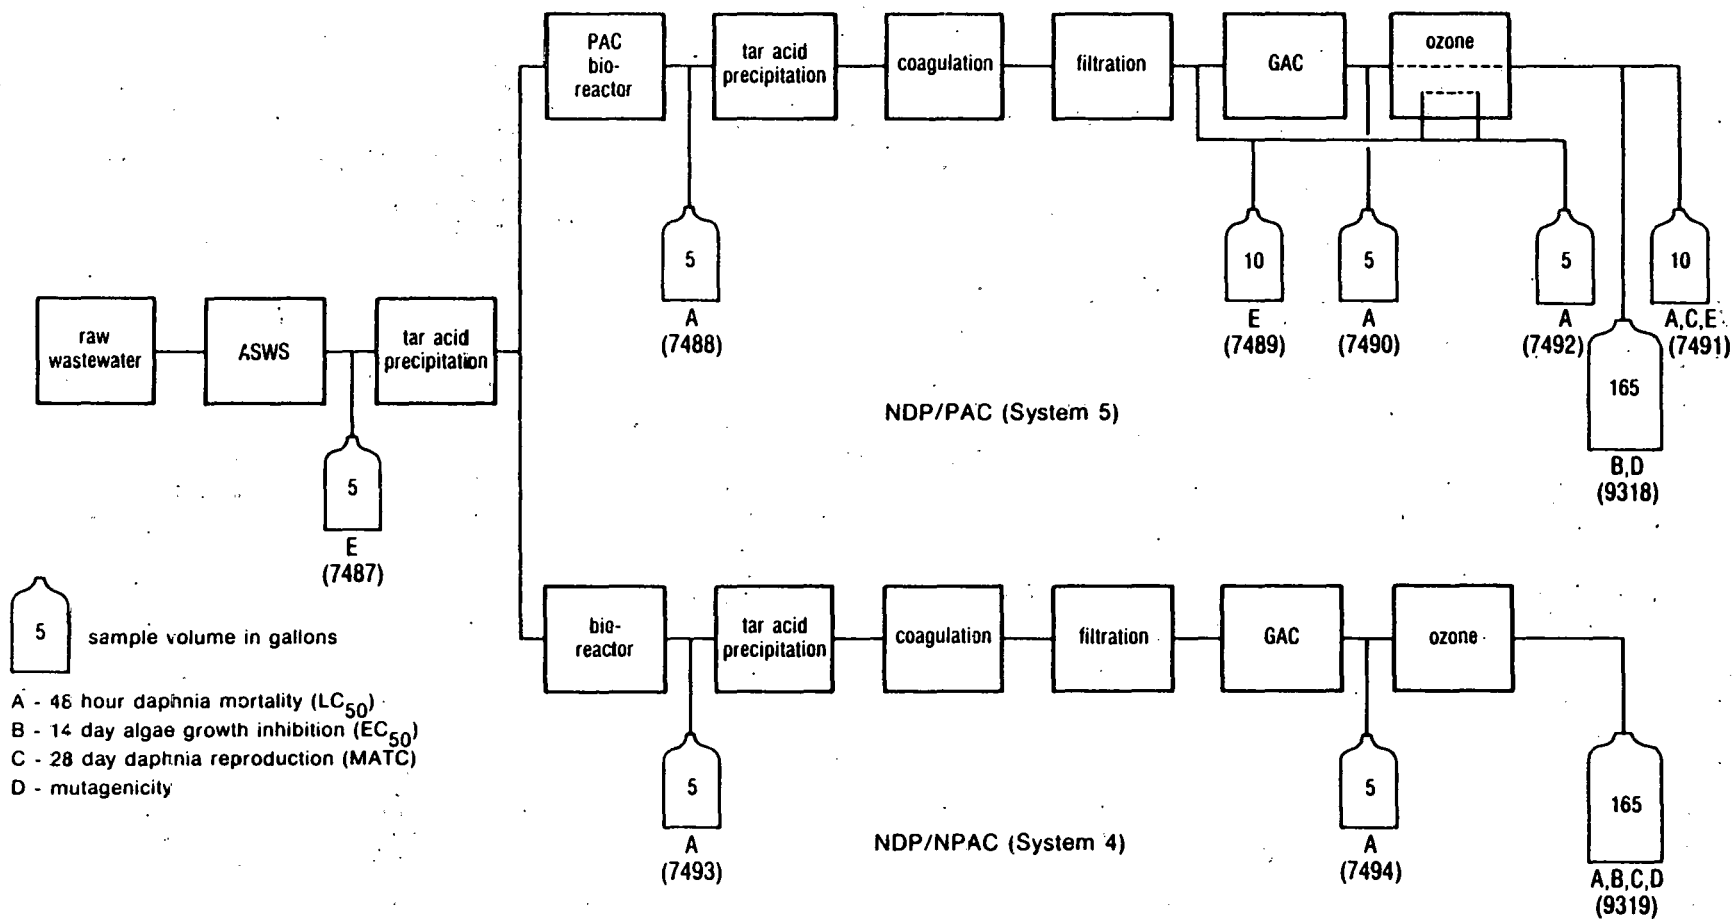 PAC
bio-
reactor
tar acid
precipitation
coagulation
filtration
GAC
ozone
5
A
(7488)
10
E
(7489)
5
A
(7490)
5
A
(7492)
10
A,C,E
(7491)
165
B,D
(9318)
raw
wastewater
ASWS
tar acid
precipitation
5
E
(7487)
NDP/PAC (System 5)
bio-
reactor
tar acid
precipitation
coagulation
filtration
GAC
ozone
5
A
(7493)
5
A
(7494)
165
A,B,C,D
(9319)
NDP/NPAC (System 4)
5
sample volume in gallons
A - 48 hour daphnia mortality (LC50)
B - 14 day algae growth inhibition (EC50)
C - 28 day daphnia reproduction (MATC)
D - mutagenicity